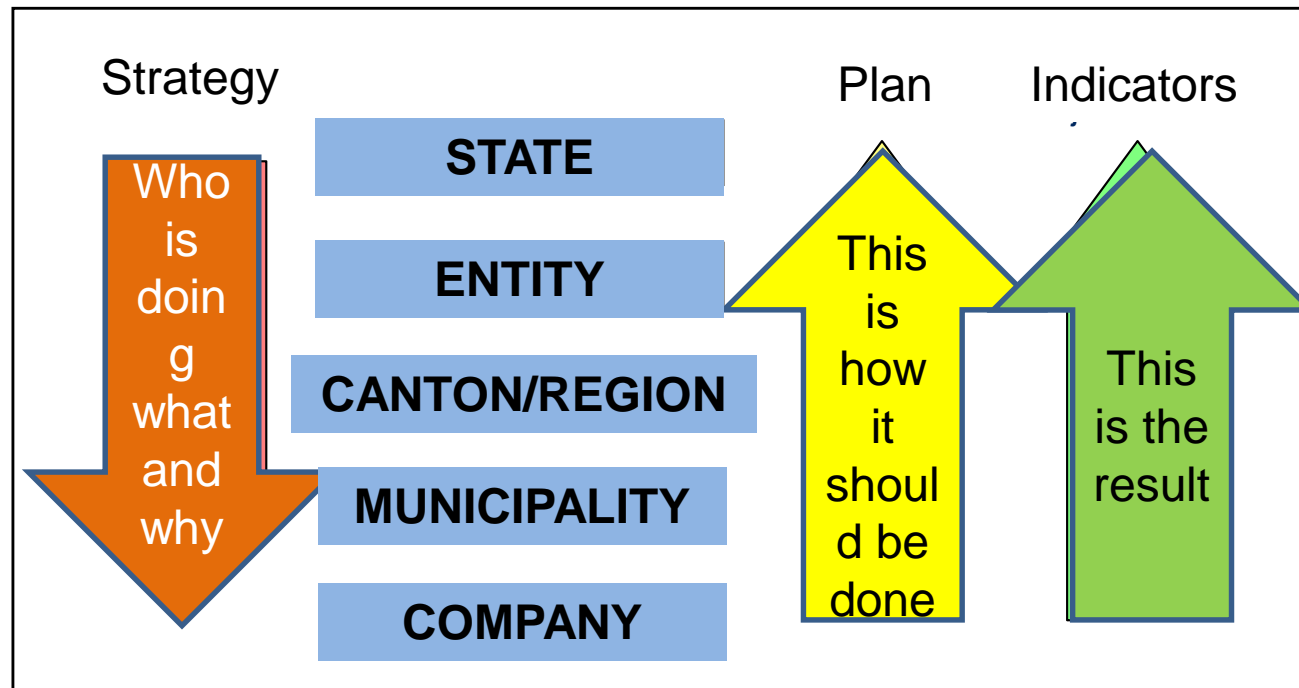 Strategy
Plan
Indicators
Who
is
doin
g
what
and
why
STATE
ENTITY
CANTON/REGION
MUNICIPALITY
COMPANY
This
is
how
it
shoul
d be
done
This
is the
result